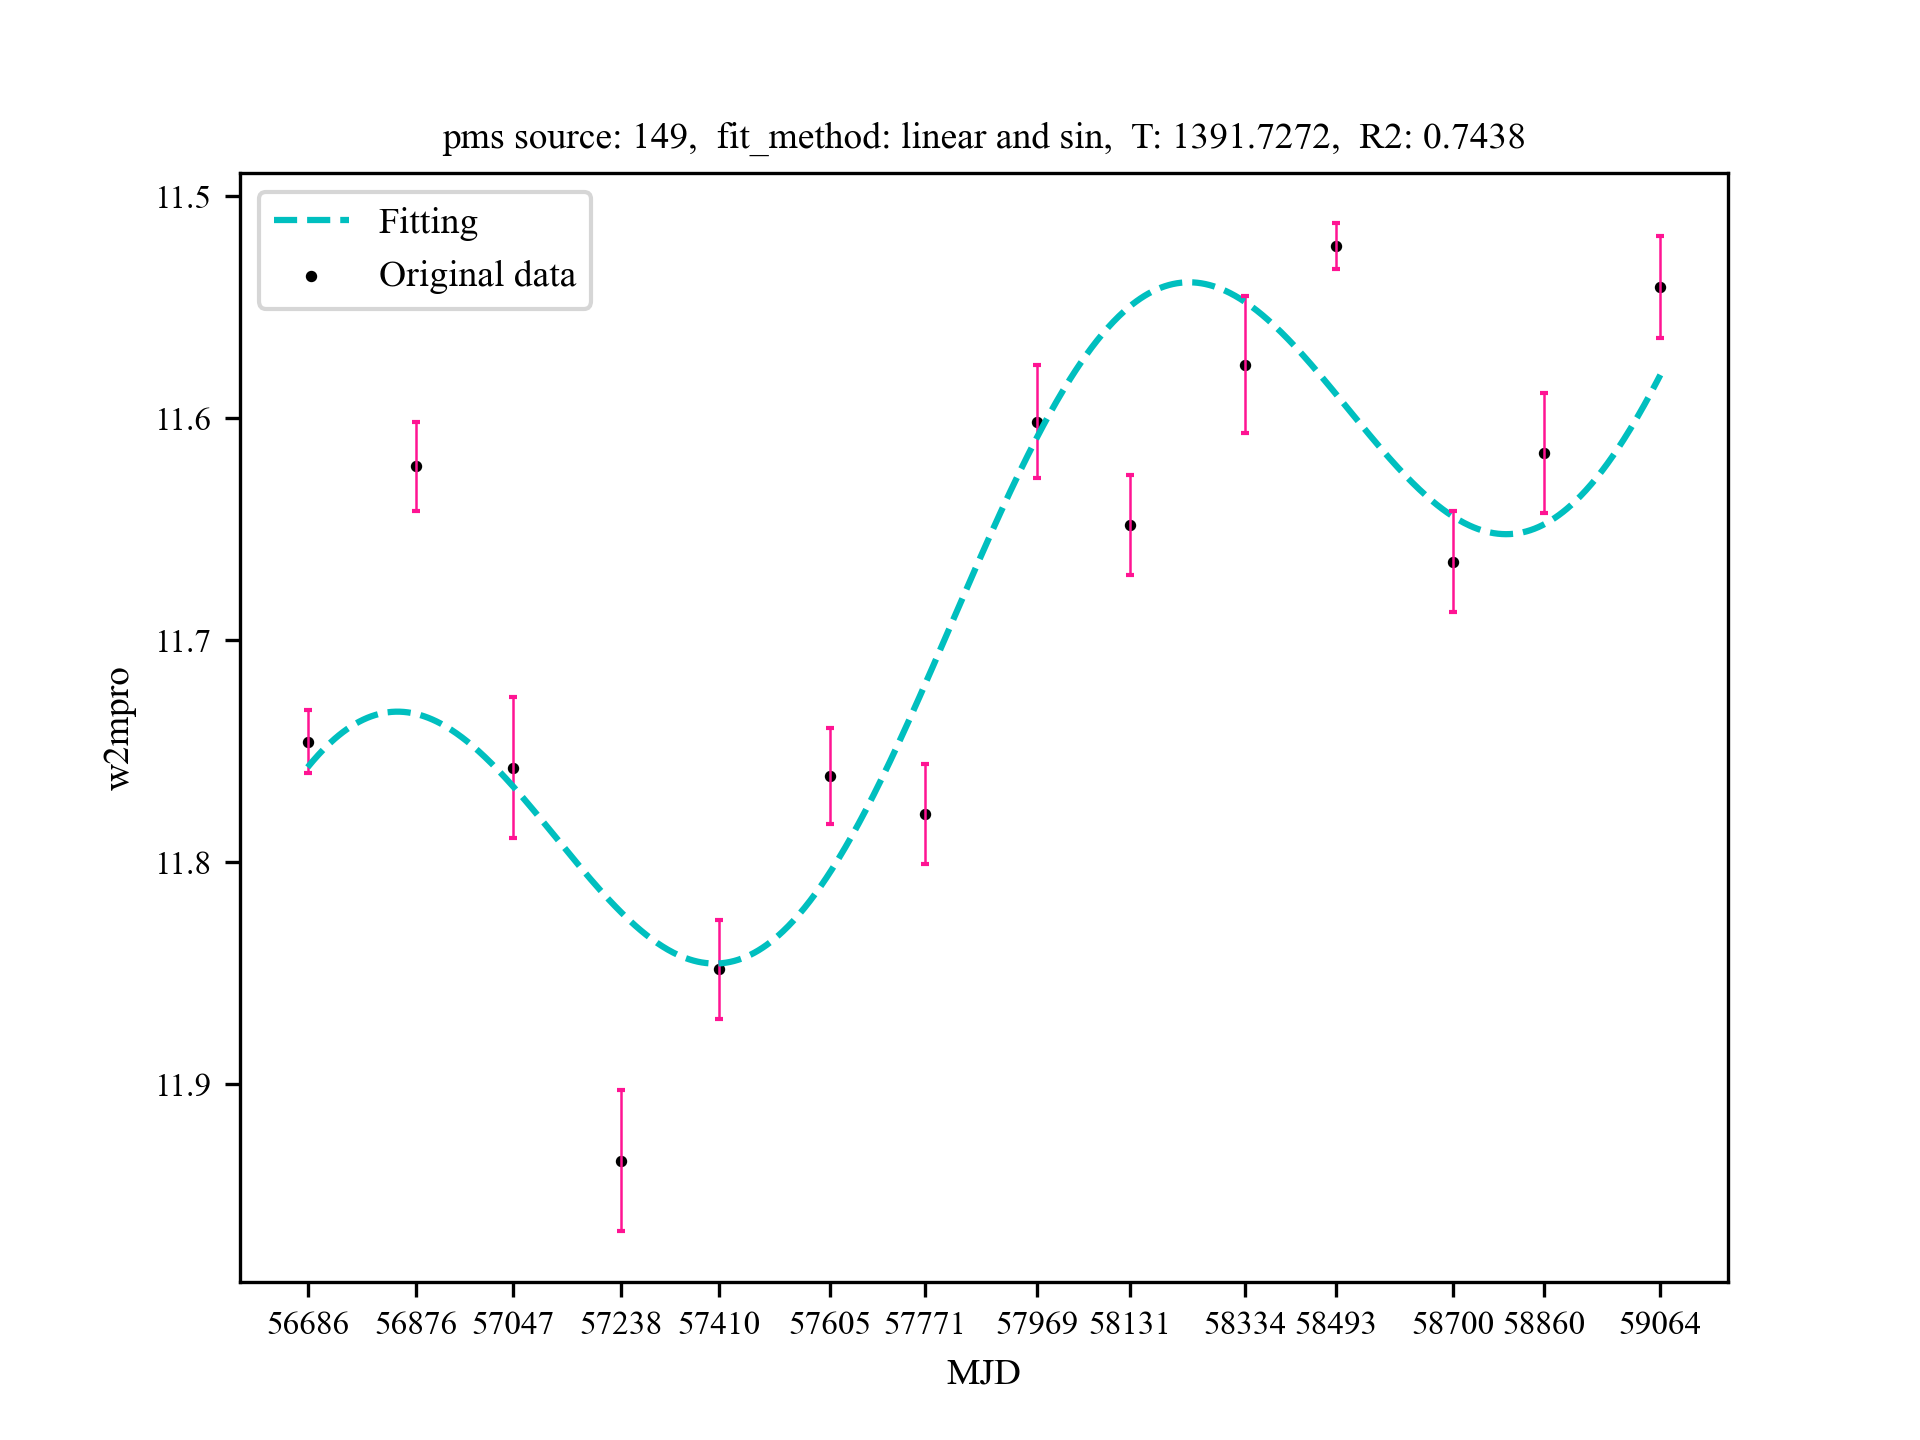 pms source: 149, fit_method: linear and sin, T: 1391.7272, R2: 0.7438
Fitting
Original data
11.5
11.6
11.7
11.8
11.9
w2mpro
56686 56876 57047 57238 57410 57605 57771 57969 58131 58334 58493 58700 58860 59064
MJD